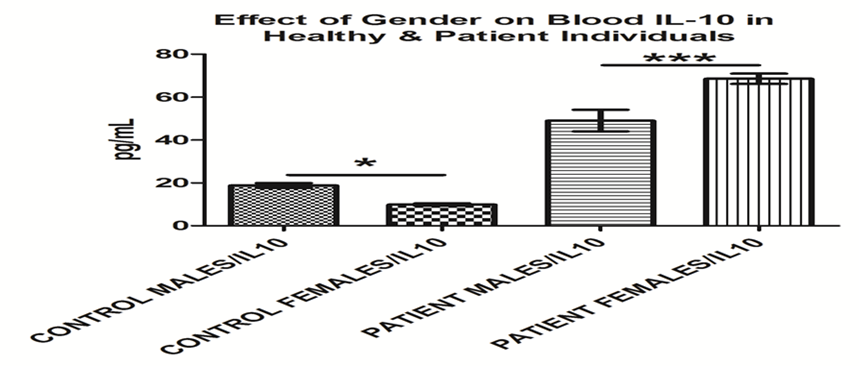 Effect of Gender on Blood IL-10 in
Healthy & Patient Individuals
pg/mL
80
60
40
20
0
*
***
CONTROL MALES/IL10
CONTROL FEMALES/IL10
PATIENT MALES/IL10
PATIENT FEMALES/IL10